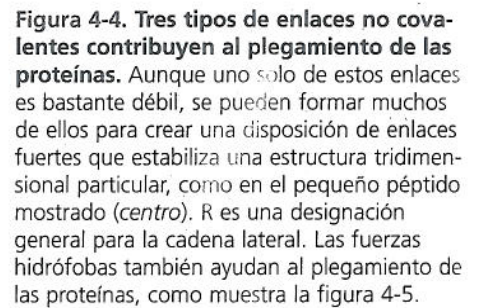 Figura 4-4. Tres tipos de enlaces no cova-
lentes contribuyen al plegamiento de las
proteínas. Aunque uno solo de estos enlaces
es bastante débil, se pueden formar muchos
de ellos para crear una disposición de enlaces
fuertes que estabiliza una estructura tridimen-
sional particular, como en el pequeño péptido
mostrado (centro). R es una designación
general para la cadena lateral. Las fuerzas
hidrófobas también ayudan al plegamiento de
las proteínas, como muestra la figura 4-5.